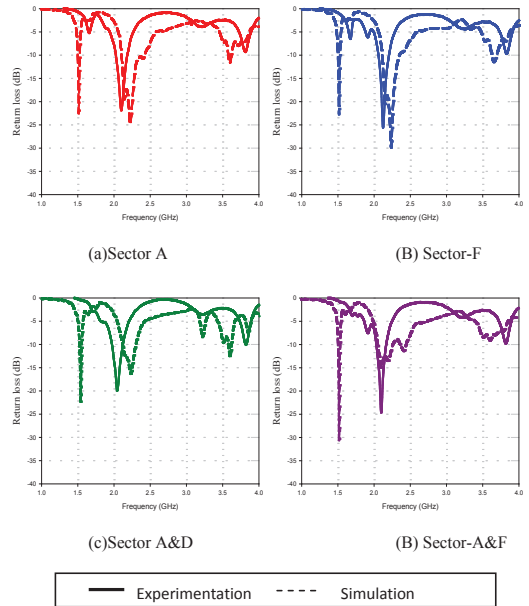 0
-5
-10
-15
-20
-25
-30
-35
-40
Return loss (dB)
1.0 1.5 2.0 2.5 3.0 3.5 4.0
Frequency (GHz)
(a)Sector A
0
-5
-10
-15
-20
-25
-30
-35
-40
Return loss (dB)
1.0 1.5 2.0 2.5 3.0 3.5 4.0
Frequency (GHz)
(B) Sector-F
0
-5
-10
-15
-20
-25
-30
-35
-40
Return loss (dB)
1.0 1.5 2.0 2.5 3.0 3.5 4.0
Frequency (GHz)
(c)Sector A&D
0
-5
-10
-15
-20
-25
-30
-35
-40
Return loss (dB)
1.0 1.5 2.0 2.5 3.0 3.5 4.0
Frequency (GHz)
(B) Sector-A&F
Experimentation Simulation